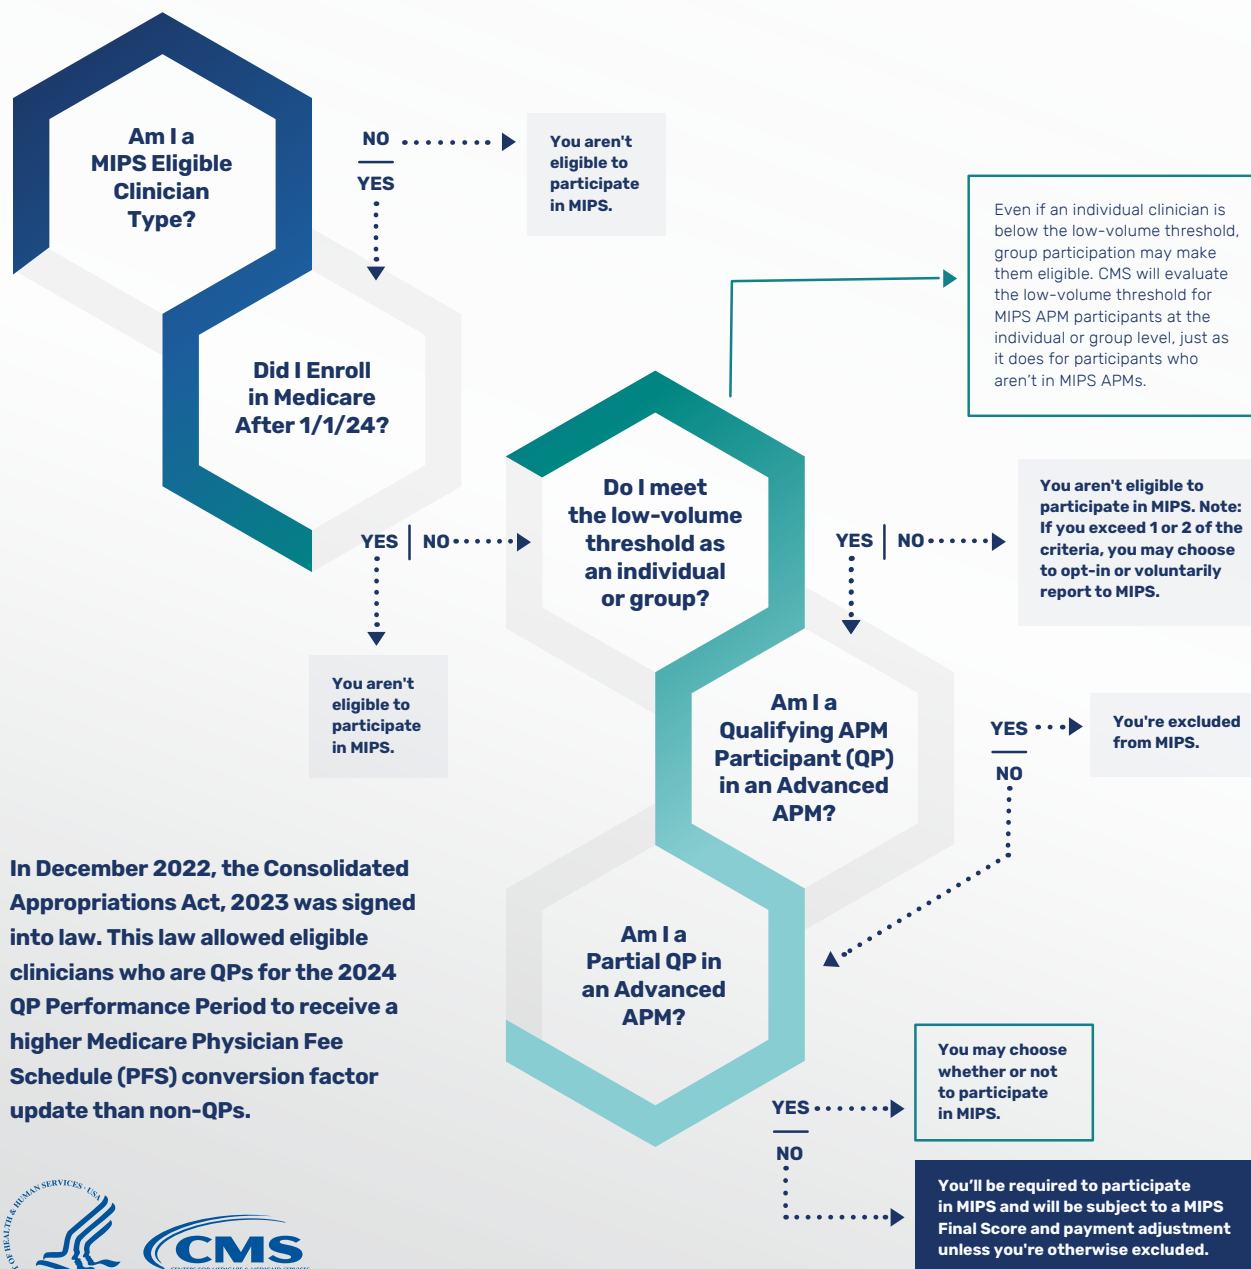 Am I a
MIPS Eligible
Clinician
Type?
NO
YES
You aren't
eligible to
participate
in MIPS.
Did I Enroll
in Medicare
After 1/1/24?
YES | NO
You aren't
eligible to
participate
in MIPS.
Do I meet
the low-volume
threshold as
an individual
or group?
Even if an individual clinician is
below the low-volume threshold,
group participation may make
them eligible. CMS will evaluate
the low-volume threshold for
MIPS APM participants at the
individual or group level, just as
it does for participants who
aren't in MIPS APMs.
YES | NO
You aren't eligible to
participate in MIPS. Note:
If you exceed 1 or 2 of the
criteria, you may choose
to opt-in or voluntarily
report to MIPS.
Am I a
Qualifying APM
Participant (QP)
in an Advanced
APM?
YES
NO
You're excluded
from MIPS.
Am I a
Partial QP in
an Advanced
APM?
YES
NO
You may choose
whether or not
to participate
in MIPS.
You'll be required to participate
in MIPS and will be subject to a MIPS
Final Score and payment adjustment
unless you're otherwise excluded.
In December 2022, the Consolidated
Appropriations Act, 2023 was signed
into law. This law allowed eligible
clinicians who are QPs for the 2024
QP Performance Period to receive a
higher Medicare Physician Fee
Schedule (PFS) conversion factor
update than non-QPs.
OF HEALTH & HUMAN SERVICES · USA
CMS
CENTERS FOR MEDICARE & MEDICAID SERVICES